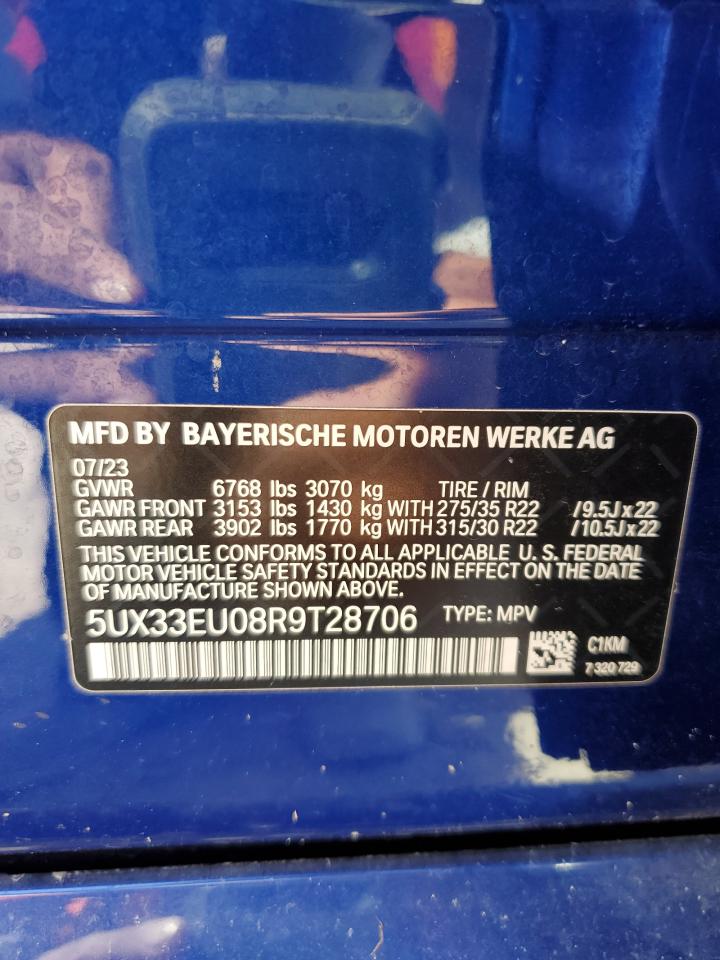 MFD BY BAYERISCHE MOTOREN WERKE AG
07/23
GVWR 6768 lbs 3070 kg TIRE / RIM
GAWR FRONT 3153 lbs 1430 kg WITH 275/35 R22 /9.5Jx22
GAWR REAR 3902 lbs 1770 kg WITH 315/30 R22 /10.5Jx22
THIS VEHICLE CONFORMS TO ALL APPLICABLE U. S. FEDERAL
MOTOR VEHICLE SAFETY STANDARDS IN EFFECT ON THE DATE
OF MANUFACTURE SHOWN ABOVE.
5UX33EU08R9T28706 TYPE: MPV
C1KM
7 320 729